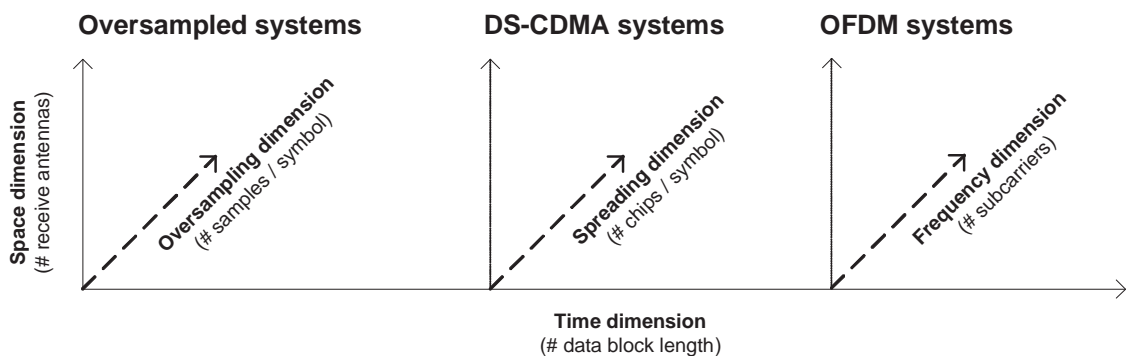 Oversampled systems
DS-CDMA systems
OFDM systems
Space dimension
(# receive antennas)
Oversampling dimension
(# samples / symbol)
Spreading dimension
(# chips / symbol)
Frequency dimension
(# subcarriers)
Time dimension
(# data block length)